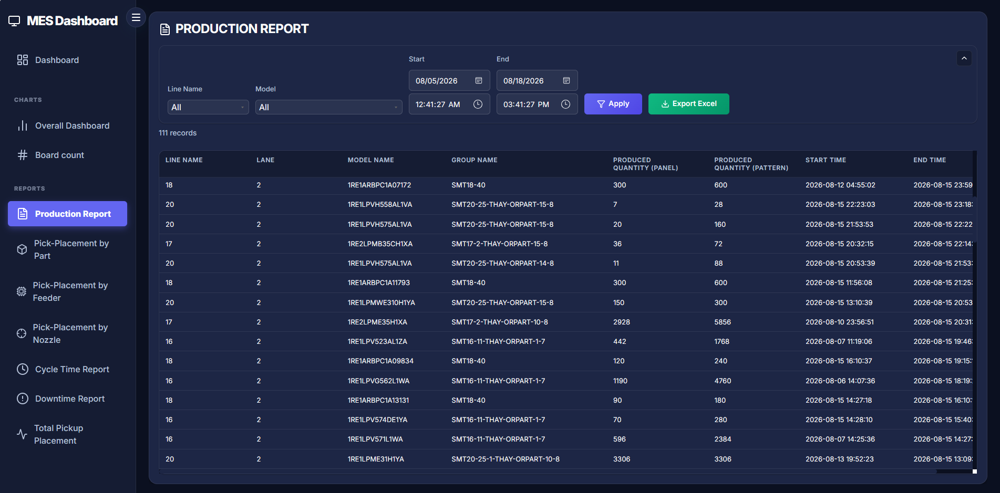 MES Dashboard
Dashboard
CHARTS
Overall Dashboard
Board count
REPORTS
Production Report
Pick-Placement by
Part
Pick-Placement by
Feeder
Pick-Placement by
Nozzle
Cycle Time Report
Downtime Report
Total Pickup
Placement
PRODUCTION REPORT
Start End
08/05/2026 08/18/2026
Line Name Model
All All 12:41:27 AM 03:41:27 PM Apply Export Excel
111 records
LINE NAME LANE MODEL NAME GROUP NAME PRODUCED QUANTITY (PANEL) PRODUCED QUANTITY (PATTERN) START TIME END TIME
18 2 1RE1ARBPC1A07172 SMT18-40 300 600 2026-08-12 04:55:02 2026-08-15 23:59
20 2 1RE1LPVH558AL1VA SMT20-25-THAY-ORPART-15-8 7 28 2026-08-15 22:23:03 2026-08-15 23:18:
20 2 1RE1LPVH575AL1VA SMT20-25-THAY-ORPART-15-8 20 160 2026-08-15 21:53:53 2026-08-15 22:22
17 2 1RE2LPMB35CH1XA SMT17-2-THAY-ORPART-15-8 36 72 2026-08-15 20:32:15 2026-08-15 22:14:
20 2 1RE1LPVH575AL1VA SMT20-25-THAY-ORPART-14-8 11 88 2026-08-15 20:53:39 2026-08-15 21:53:
18 2 1RE1ARBPC1A11793 SMT18-40 300 600 2026-08-15 11:56:08 2026-08-15 21:25:
20 2 1RE1LPMWE310H1YA SMT20-25-THAY-ORPART-15-8 150 300 2026-08-15 13:10:39 2026-08-15 20:53
17 2 1RE2LPME35H1XA SMT17-2-THAY-ORPART-10-8 2928 5856 2026-08-10 23:56:51 2026-08-15 20:31:
16 2 1RE1LPV523AL1ZA SMT16-11-THAY-ORPART-1-7 442 1768 2026-08-07 11:19:06 2026-08-15 19:46:
18 2 1RE1ARBPC1A09834 SMT18-40 120 240 2026-08-15 16:10:37 2026-08-15 19:15:
16 2 1RE1LPVG562L1WA SMT16-11-THAY-ORPART-1-7 1190 4760 2026-08-06 14:07:36 2026-08-15 18:19:
18 2 1RE1ARBPC1A13131 SMT18-40 90 180 2026-08-15 14:27:18 2026-08-15 16:10:
16 2 1RE1LPV574DE1YA SMT16-11-THAY-ORPART-1-7 70 280 2026-08-15 14:28:10 2026-08-15 15:40:
16 2 1RE1LPV571L1WA SMT16-11-THAY-ORPART-1-7 596 2384 2026-08-07 14:25:36 2026-08-15 14:27:
20 2 1RE1LPME31H1YA SMT20-25-1-THAY-ORPART-10-8 3306 3306 2026-08-13 19:52:23 2026-08-15 13:09: